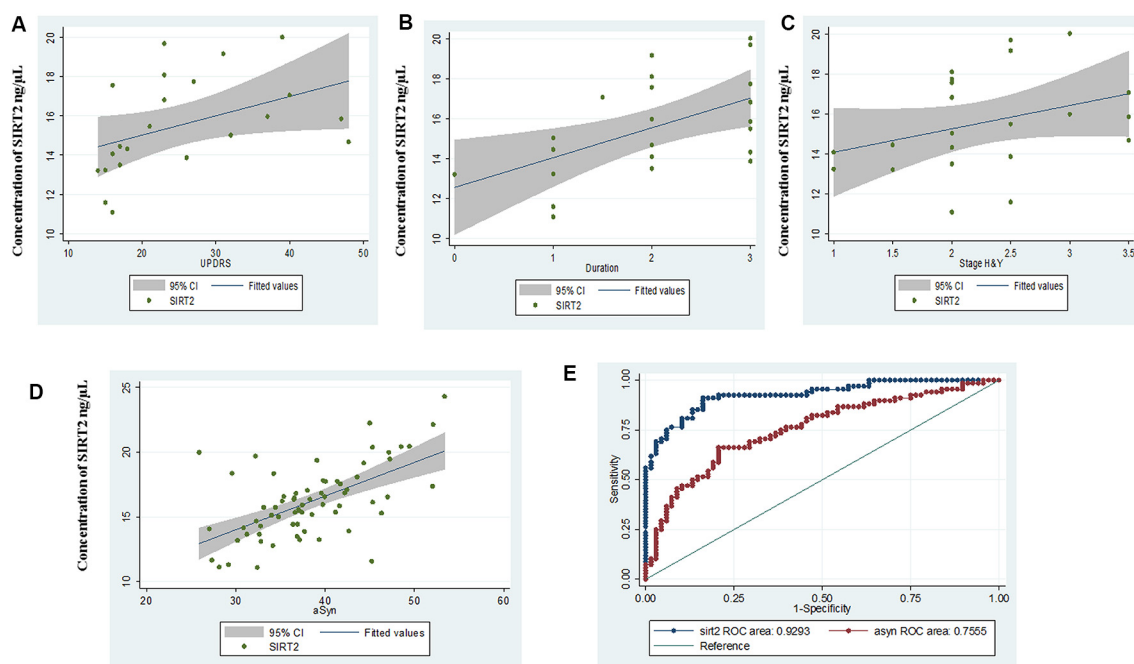 A
Concentration of SIRT2 ng/µL
20
18
16
14
12
10
10
20
30
40
50
UPDRS
95% CI
Fitted values
SIRT2
B
Concentration of SIRT2 ng/µL
20
18
16
14
12
10
0
1
2
3
Duration
95% CI
Fitted values
SIRT2
C
Concentration of SIRT2 ng/µL
20
18
16
14
12
10
1
1.5
2
2.5
3
3.5
Stage H&Y
95% CI
Fitted values
SIRT2
D
Concentration of SIRT2 ng/µL
25
20
15
10
20
30
40
50
60
aSyn
95% CI
Fitted values
SIRT2
E
Sensitivity
1.00
0.75
0.50
0.25
0.00
0.00
0.25
0.50
0.75
1.00
1-Specificity
sirt2 ROC area: 0.9293
asyn ROC area: 0.7555
Reference